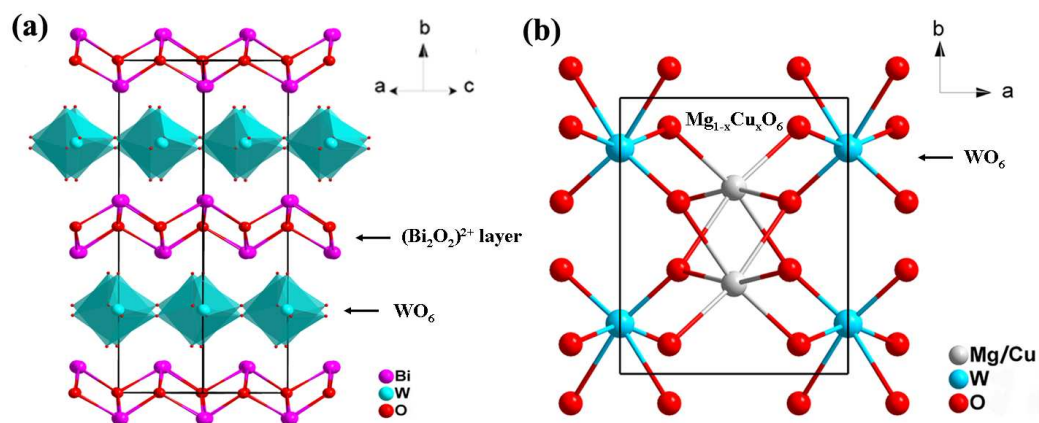 (a)
b
a
c
(Bi₂O₂)²⁺ layer
WO₆
Bi
W
O
(b)
b
a
Mg₁₋ₓCuₓO₆
WO₆
Mg/Cu
W
O